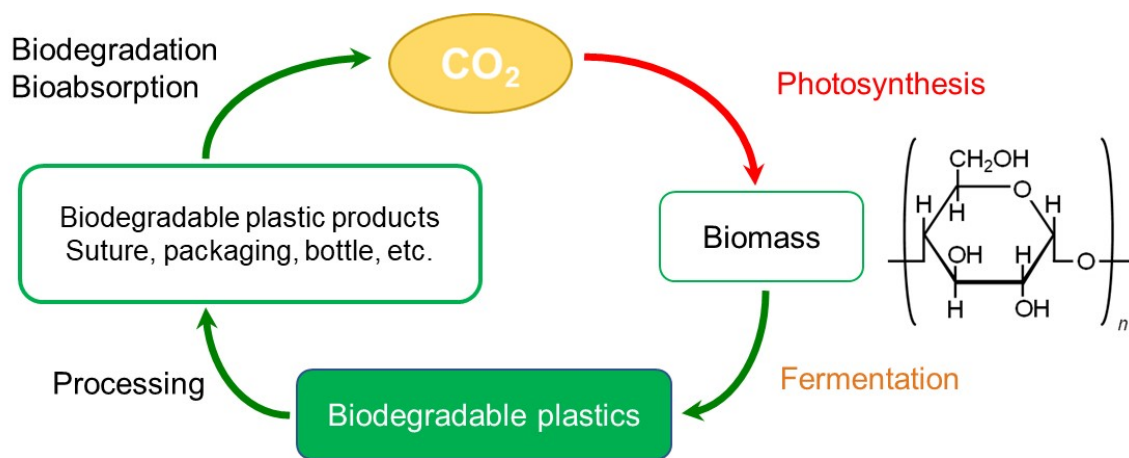 Biodegradation
Bioabsorption
CO₂
Photosynthesis
Biodegradable plastic products
Suture, packaging, bottle, etc.
Biomass
CH₂OH
O
H
H
H
OH
H
O
H
OH
n
Processing
Biodegradable plastics
Fermentation